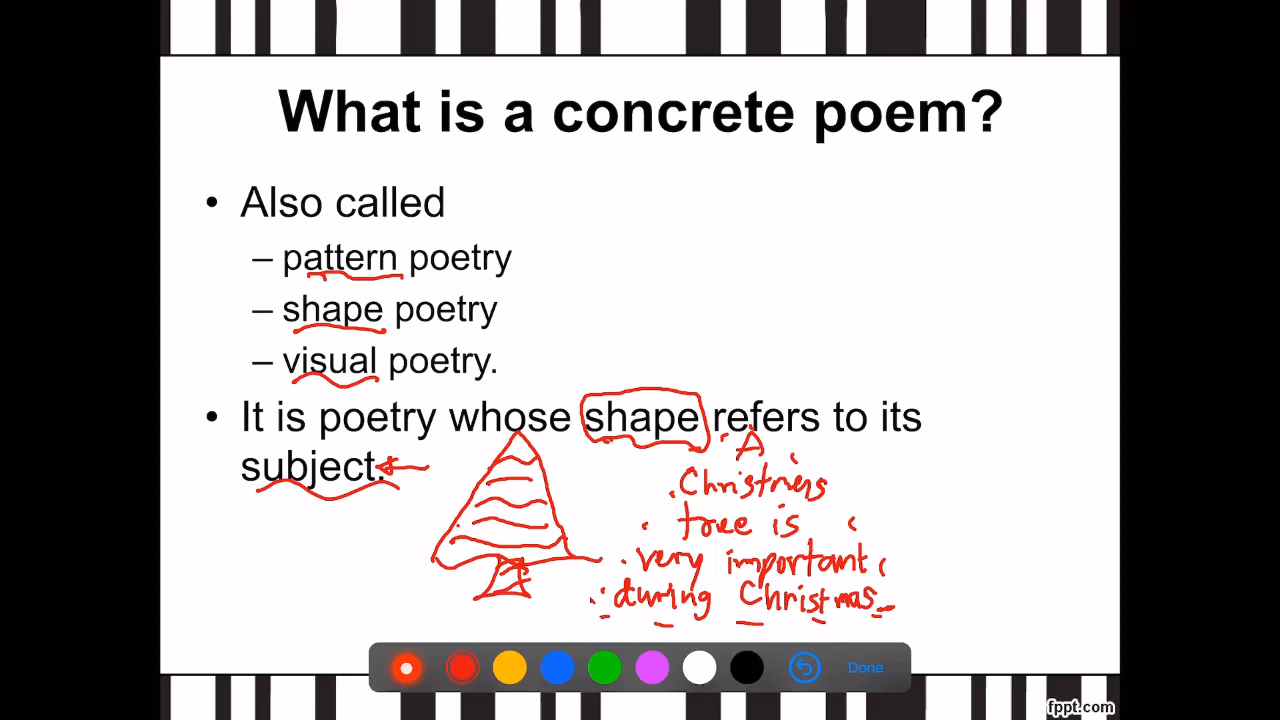 What is a concrete poem?
• Also called
– pattern poetry
– shape poetry
– visual poetry.
• It is poetry whose shape refers to its
subject.
A
Christmas
tree is
very important
during Christmas
Done
fppt.com